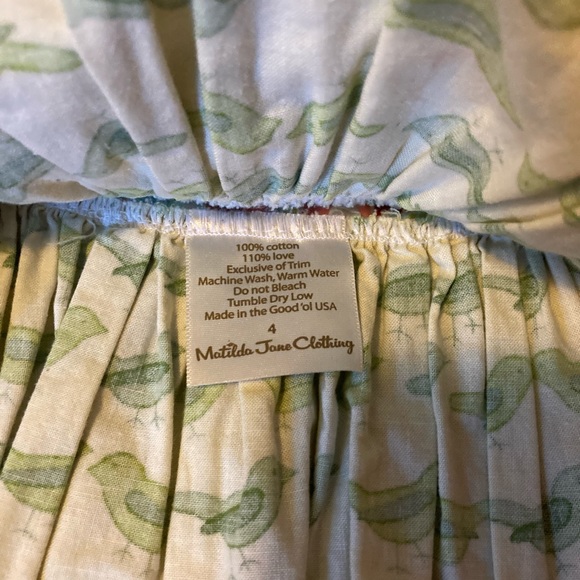 100% cotton
110% love
Exclusive of Trim
Machine Wash, Warm Water
Do not Bleach
Tumble Dry Low
Made in the Good 'ol USA
4
Matilda Jane Clothing